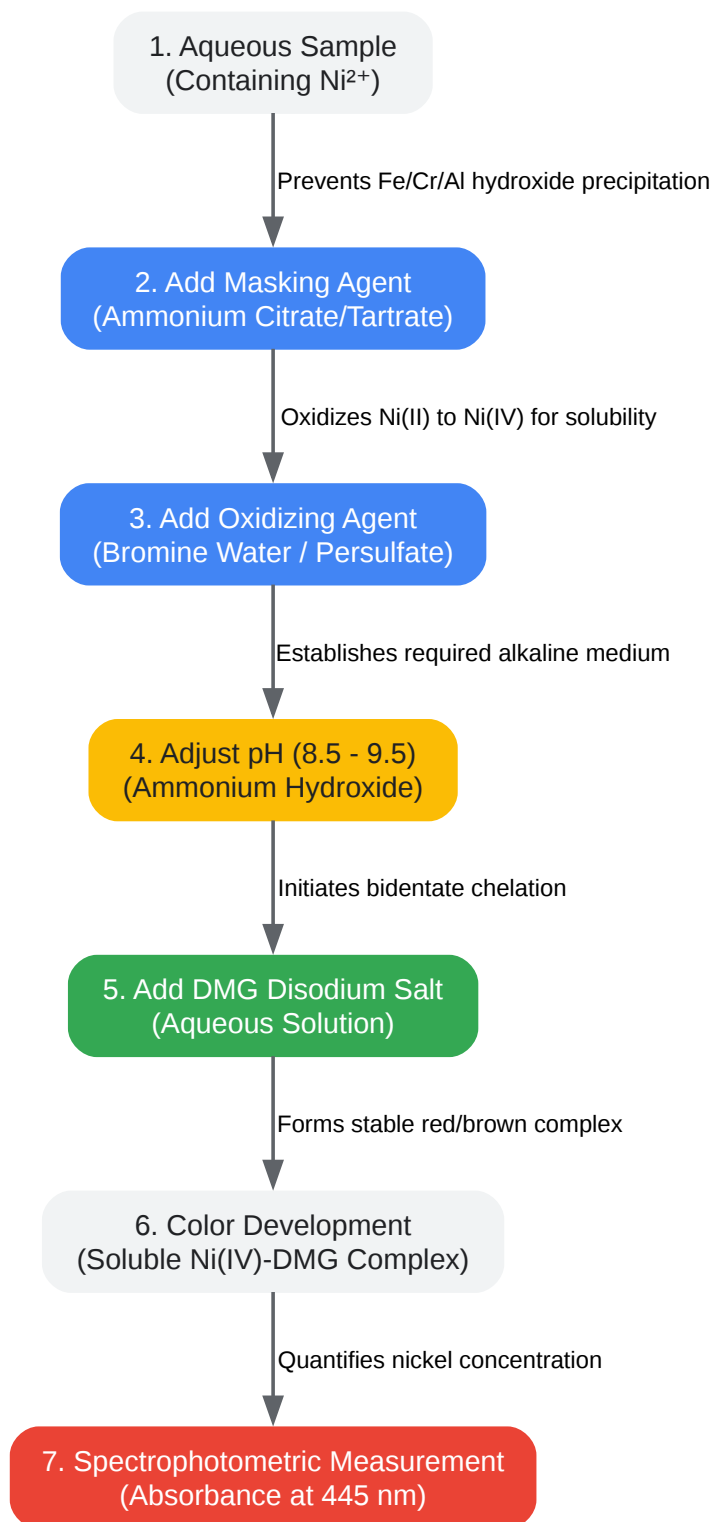 1. Aqueous Sample
(Containing Ni²⁺)
Prevents Fe/Cr/Al hydroxide precipitation
2. Add Masking Agent
(Ammonium Citrate/Tartrate)
Oxidizes Ni(II) to Ni(IV) for solubility
3. Add Oxidizing Agent
(Bromine Water / Persulfate)
Establishes required alkaline medium
4. Adjust pH (8.5 - 9.5)
(Ammonium Hydroxide)
Initiates bidentate chelation
5. Add DMG Disodium Salt
(Aqueous Solution)
Forms stable red/brown complex
6. Color Development
(Soluble Ni(IV)-DMG Complex)
Quantifies nickel concentration
7. Spectrophotometric Measurement
(Absorbance at 445 nm)